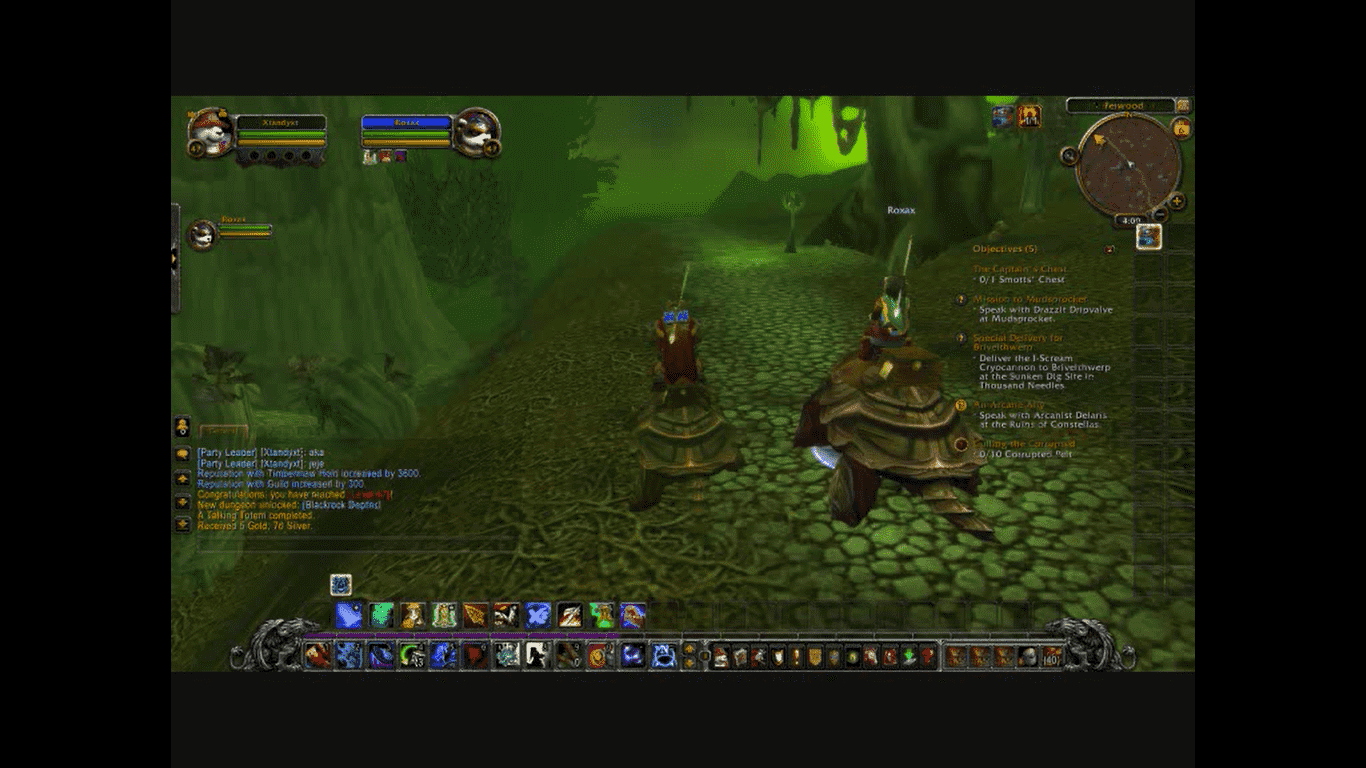 Xtandyxt
Roxax
Roxax
Felwood
N
6
4:09
Roxax
Objectives (5)
The Captain's Chest
- 0/1 Smotts' Chest
Mission to Mudsprocket
- Speak with Drazzit Dripvalve
at Mudsprocket.
Special Delivery for
Brivelthwerp
- Deliver the I-Scream
Cryocannon to Brivelthwerp
at the Sunken Dig Site in
Thousand Needles.
An Arcane Ally
- Speak with Arcanist Delaris
at the Ruins of Constellas.
Culling the Corrupted
- 0/10 Corrupted Pelt
[Party Leader] [Xtandyxt]: aka
[Party Leader] [Xtandyxt]: jeje
Reputation with Timbermaw Hold increased by 3600.
Reputation with Guild increased by 300.
Congratulations, you have reached
New dungeon unlocked: [Blackrock Depths]
A Talking Totem completed.
Received 5 Gold, 70 Silver.